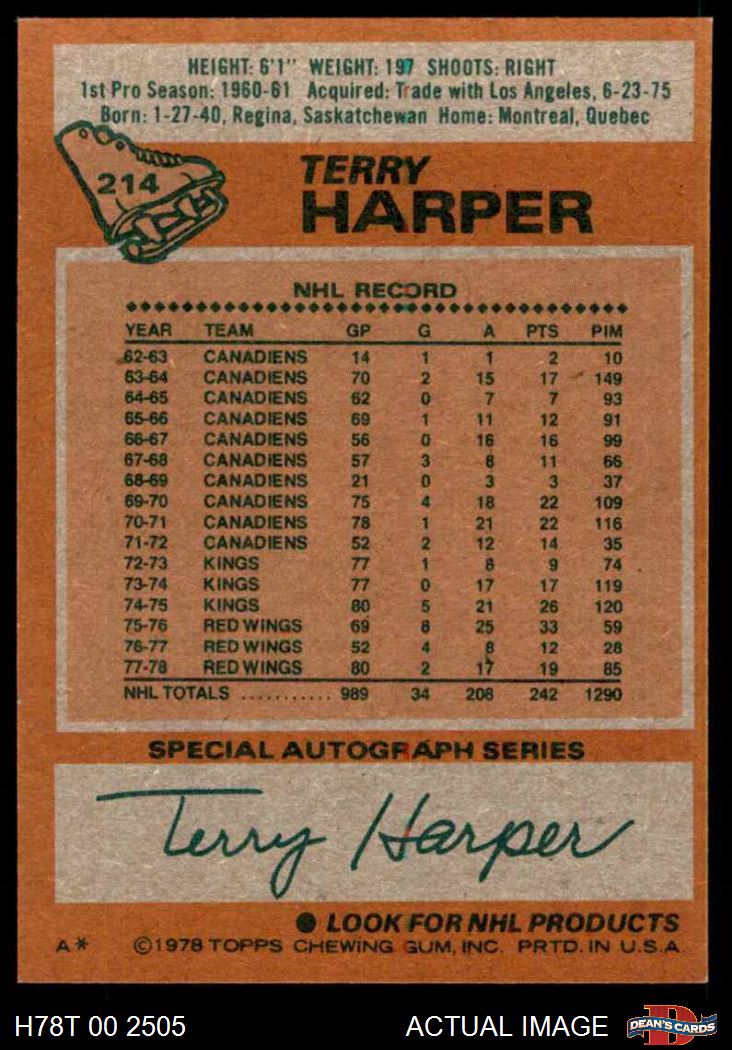 HEIGHT: 6'1" WEIGHT: 197 SHOOTS: RIGHT
1st Pro Season: 1960-61 Acquired: Trade with Los Angeles, 6-23-75
Born: 1-27-40, Regina, Saskatchewan Home: Montreal, Quebec
214
TERRY
HARPER
NHL RECORD
YEAR TEAM GP G A PTS PIM
62-63 CANADIENS 14 1 1 2 10
63-64 CANADIENS 70 2 15 17 149
64-65 CANADIENS 62 0 7 7 93
65-66 CANADIENS 69 1 11 12 91
66-67 CANADIENS 56 0 16 16 99
67-68 CANADIENS 57 3 8 11 66
68-69 CANADIENS 21 0 3 3 37
69-70 CANADIENS 75 4 18 22 109
70-71 CANADIENS 78 1 21 22 116
71-72 CANADIENS 52 2 12 14 35
72-73 KINGS 77 1 8 9 74
73-74 KINGS 77 0 17 17 119
74-75 KINGS 80 5 21 26 120
75-76 RED WINGS 69 8 25 33 59
76-77 RED WINGS 52 4 8 12 28
77-78 RED WINGS 80 2 17 19 85
NHL TOTALS ........... 989 34 208 242 1290
SPECIAL AUTOGRAPH SERIES
Terry Harper
● LOOK FOR NHL PRODUCTS
A* ©1978 TOPPS CHEWING GUM, INC. PRTD. IN U.S.A.
H78T 00 2505 ACTUAL IMAGE D DEAN'S CARDS